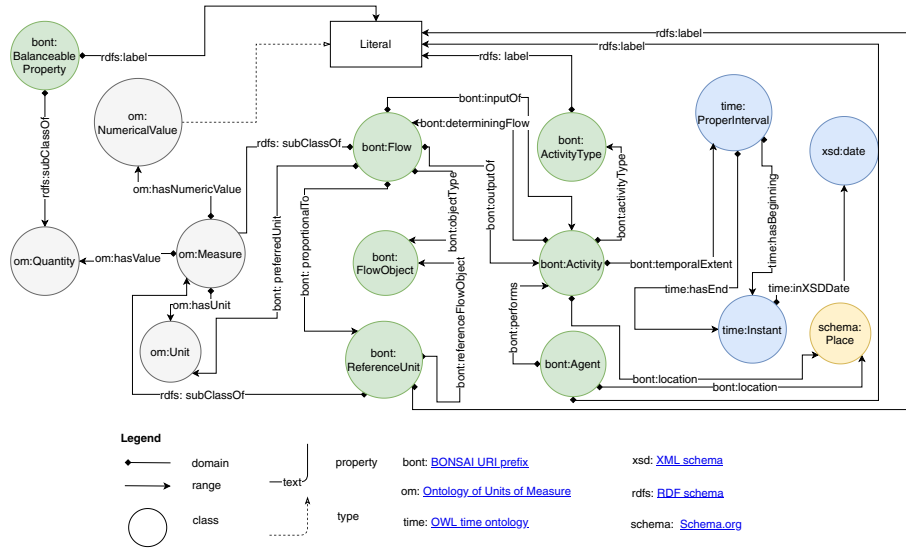 bont:
Balanceable
Property
rdfs:label
Literal
rdfs:label
rdfs:label
rdfs: label
om:
NumericalValue
bont:inputOf
bont:determiningFlow
bont:Flow
bont:
ActivityType
time:
ProperInterval
xsd:date
rdfs:subClassOf
rdfs: subClassOf
om:hasNumericValue
bont: preferredUnit
bont: proportionalTo
bont:objectType
bont:outputOf
bont:activityType
time:hasBeginning
om:Quantity
om:hasValue
om:Measure
bont:
FlowObject
bont:Activity
bont:temporalExtent
time:hasEnd
time:inXSDDate
om:hasUnit
om:Unit
bont:referenceFlowObject
bont:performs
time:Instant
schema:
Place
bont:
ReferenceUnit
bont:Agent
bont:location
bont:location
rdfs: subClassOf
Legend
domain
range
class
text
property
type
bont: BONSAI URI prefix
om: Ontology of Units of Measure
time: OWL time ontology
xsd: XML schema
rdfs: RDF schema
schema: Schema.org